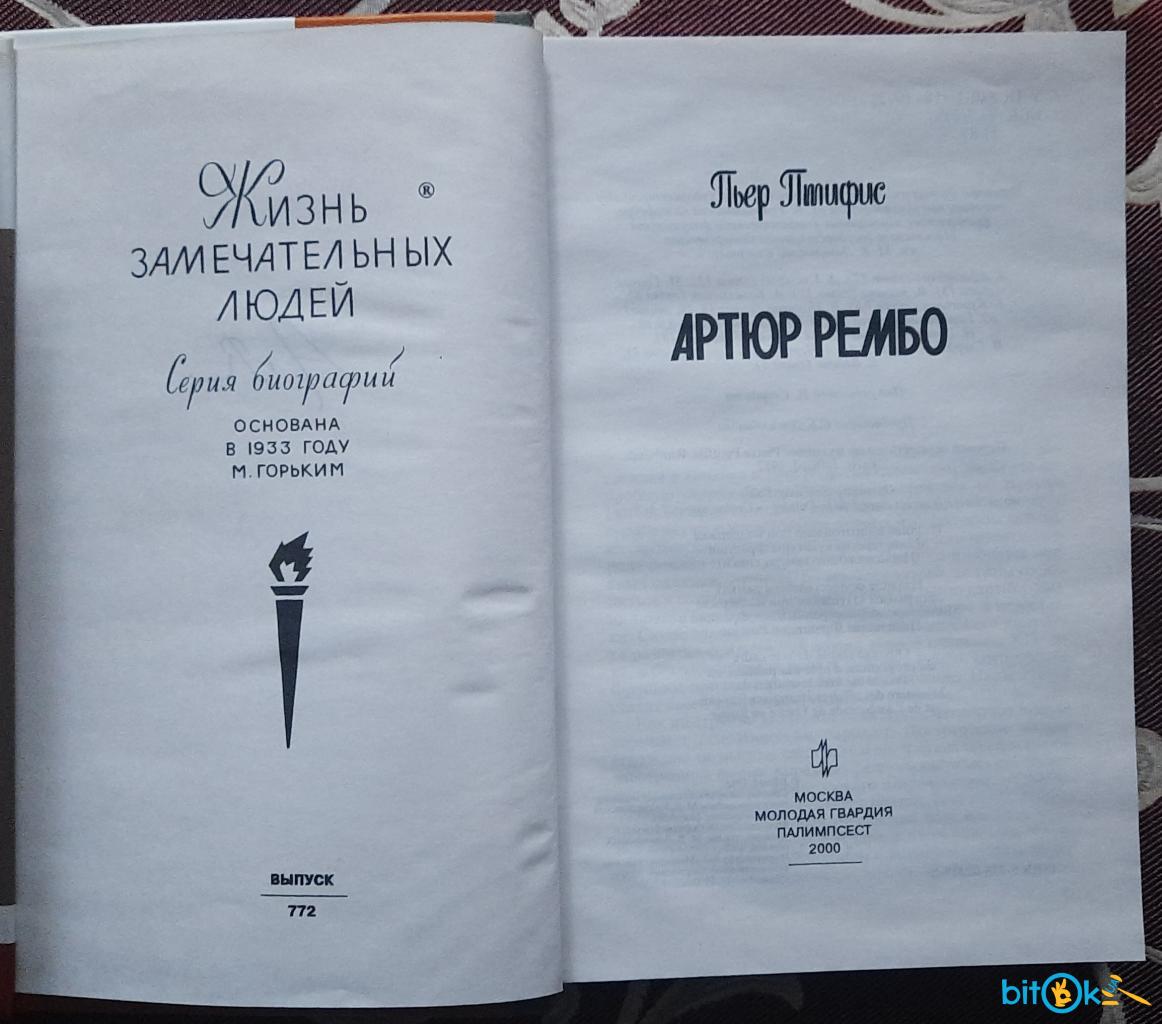 Жизнь ®
ЗАМЕЧАТЕЛЬНЫХ
ЛЮДЕЙ
Серия биографий
ОСНОВАНА
В 1933 ГОДУ
М. ГОРЬКИМ
ВЫПУСК
772
Пьер Птифис
АРТЮР РЕМБО
МОСКВА
МОЛОДАЯ ГВАРДИЯ
ПАЛИМПСЕСТ
2000
bitok